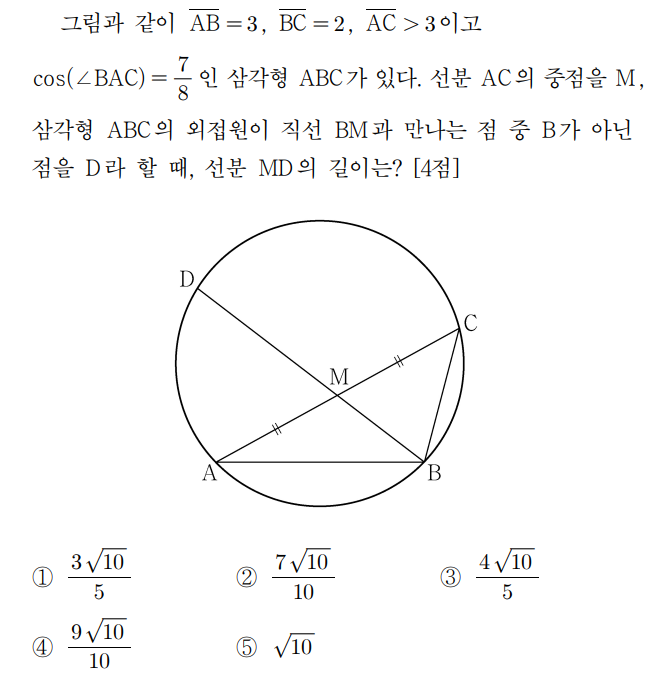 그림과 같이 $\overline{AB}=3$, $\overline{BC}=2$, $\overline{AC}>3$이고
$\cos(\angle BAC)=\frac{7}{8}$인 삼각형 ABC가 있다. 선분 AC의 중점을 M,
삼각형 ABC의 외접원이 직선 BM과 만나는 점 중 B가 아닌
점을 D라 할 때, 선분 MD의 길이는? [4점]
D
C
M
A
B
① $\frac{3\sqrt{10}}{5}$ ② $\frac{7\sqrt{10}}{10}$ ③ $\frac{4\sqrt{10}}{5}$
④ $\frac{9\sqrt{10}}{10}$ ⑤ $\sqrt{10}$